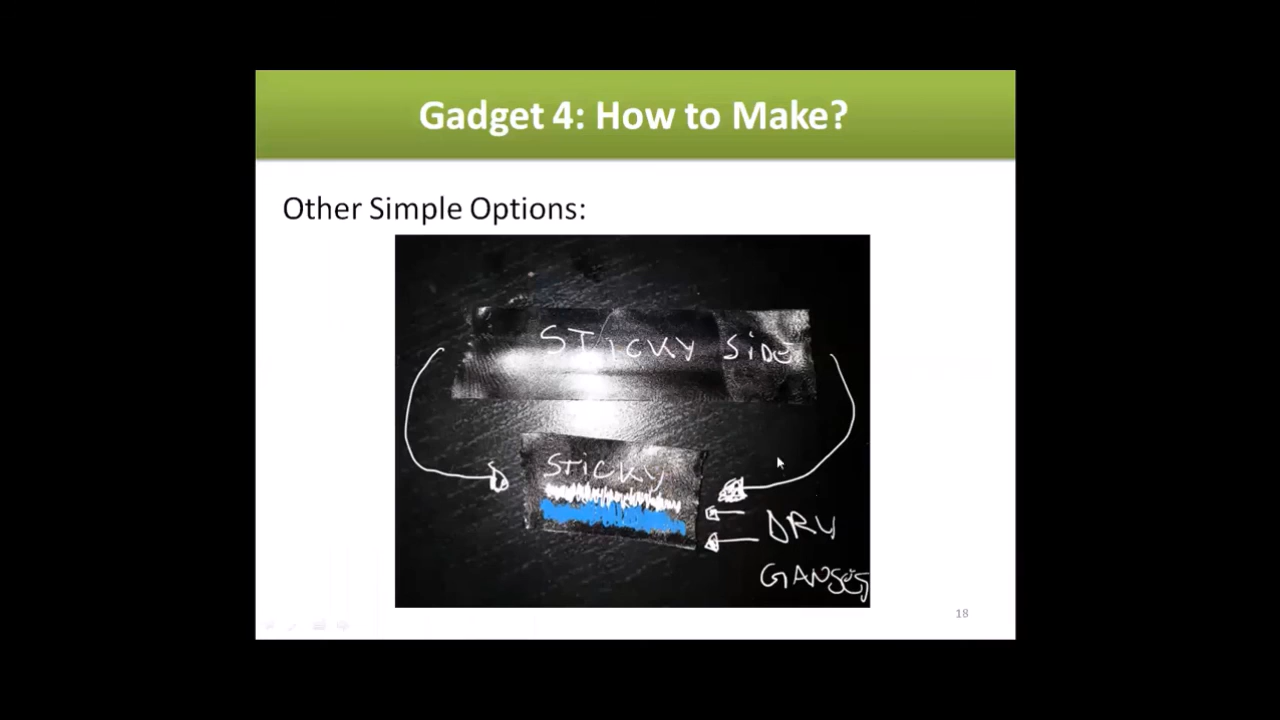 Gadget 4: How to Make?
Other Simple Options:
STICKY SiDE
STiCKY
DRY
18